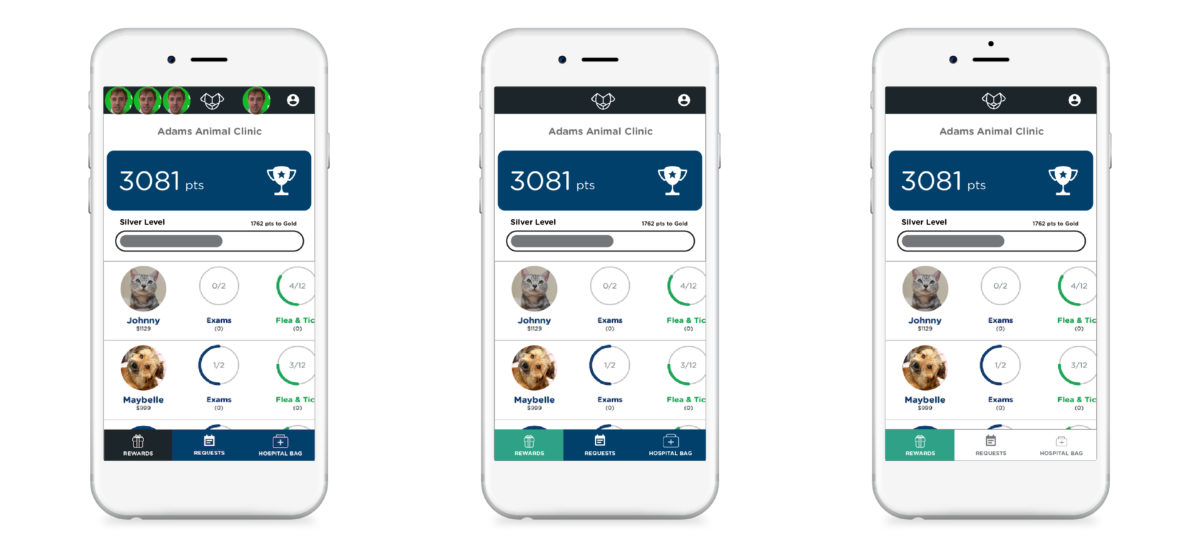 Adams Animal Clinic
3081 pts
Silver Level 1762 pts to Gold
0/2 4/12
Johnny Exams Flea & Tic
$1129 (0) (0)
1/2 3/12
Maybelle Exams Flea & Tic
$999 (0) (0)
REWARDS REQUESTS HOSPITAL BAG
Adams Animal Clinic
3081 pts
Silver Level 1762 pts to Gold
0/2 4/12
Johnny Exams Flea & Tic
$1129 (0) (0)
1/2 3/12
Maybelle Exams Flea & Tic
$999 (0) (0)
REWARDS REQUESTS HOSPITAL BAG
Adams Animal Clinic
3081 pts
Silver Level 1762 pts to Gold
0/2 4/12
Johnny Exams Flea & Tic
$1129 (0) (0)
1/2 3/12
Maybelle Exams Flea & Tic
$999 (0) (0)
REWARDS REQUESTS HOSPITAL BAG